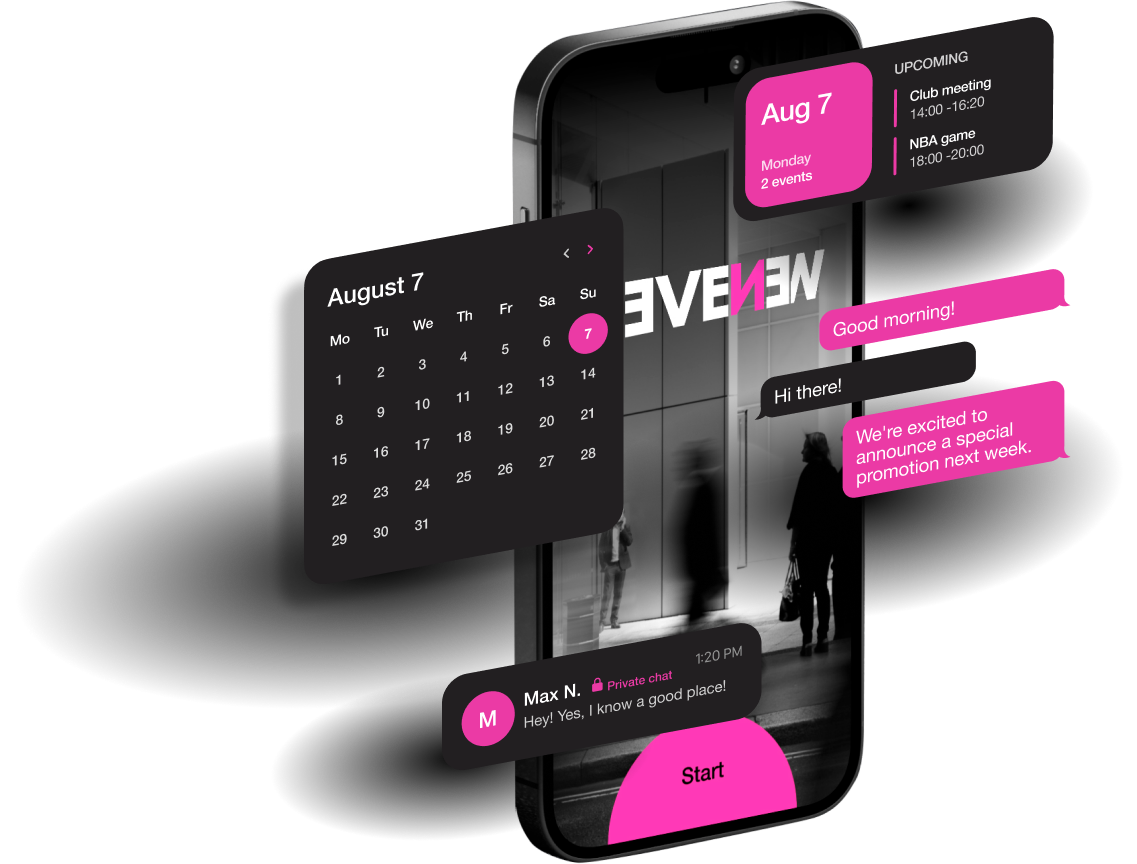 Aug 7
Monday
2 events
UPCOMING
Club meeting
14:00 -16:20
NBA game
18:00 -20:00
August 7
Mo Tu We Th Fr Sa Su
1 2 3 4 5 6 7
8 9 10 11 12 13 14
15 16 17 18 19 20 21
22 23 24 25 26 27 28
29 30 31
EVENEW
Good morning!
Hi there!
We're excited to
announce a special
promotion next week.
1:20 PM
M
Max N. Private chat
Hey! Yes, I know a good place!
Start